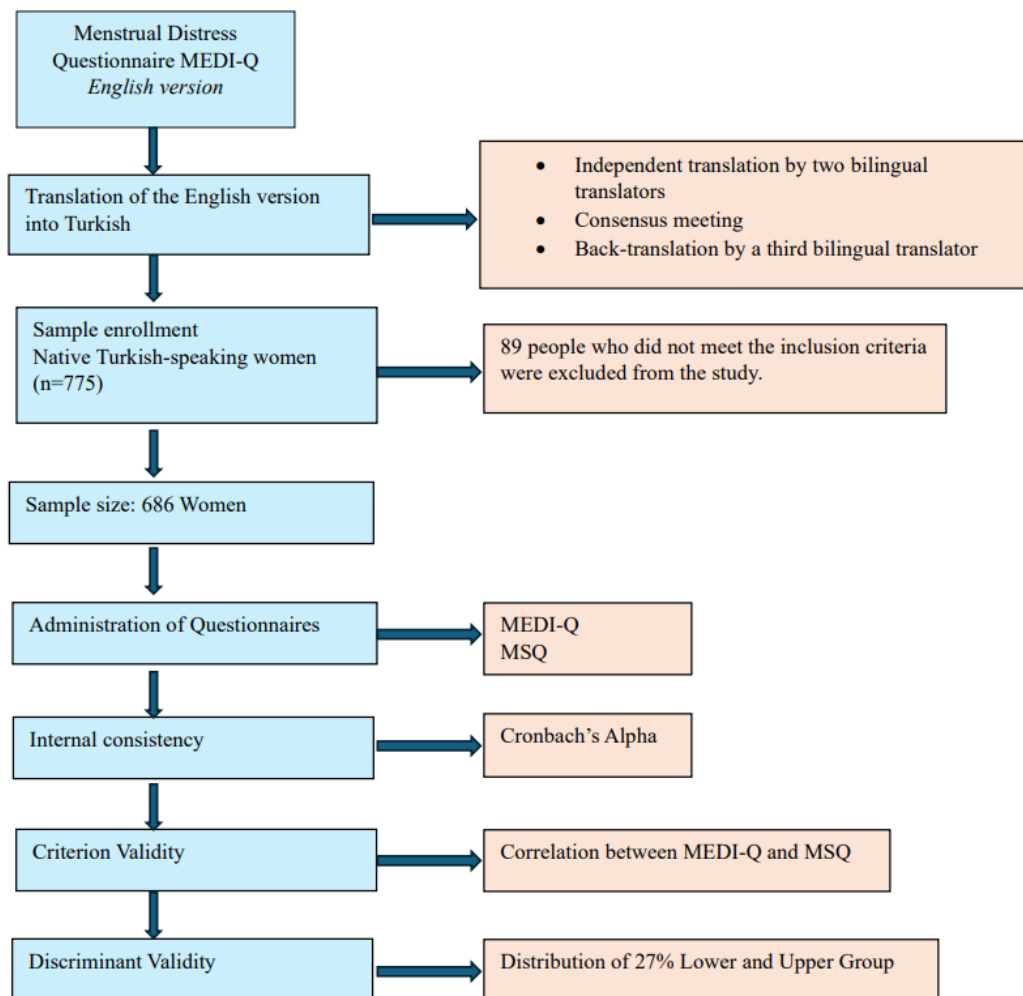 Menstrual Distress
Questionnaire MEDI-Q
English version
Translation of the English version
into Turkish
• Independent translation by two bilingual
translators
• Consensus meeting
• Back-translation by a third bilingual translator
Sample enrollment
Native Turkish-speaking women
(n=775)
89 people who did not meet the inclusion criteria
were excluded from the study.
Sample size: 686 Women
Administration of Questionnaires
MEDI-Q
MSQ
Internal consistency
Cronbach’s Alpha
Criterion Validity
Correlation between MEDI-Q and MSQ
Discriminant Validity
Distribution of 27% Lower and Upper Group